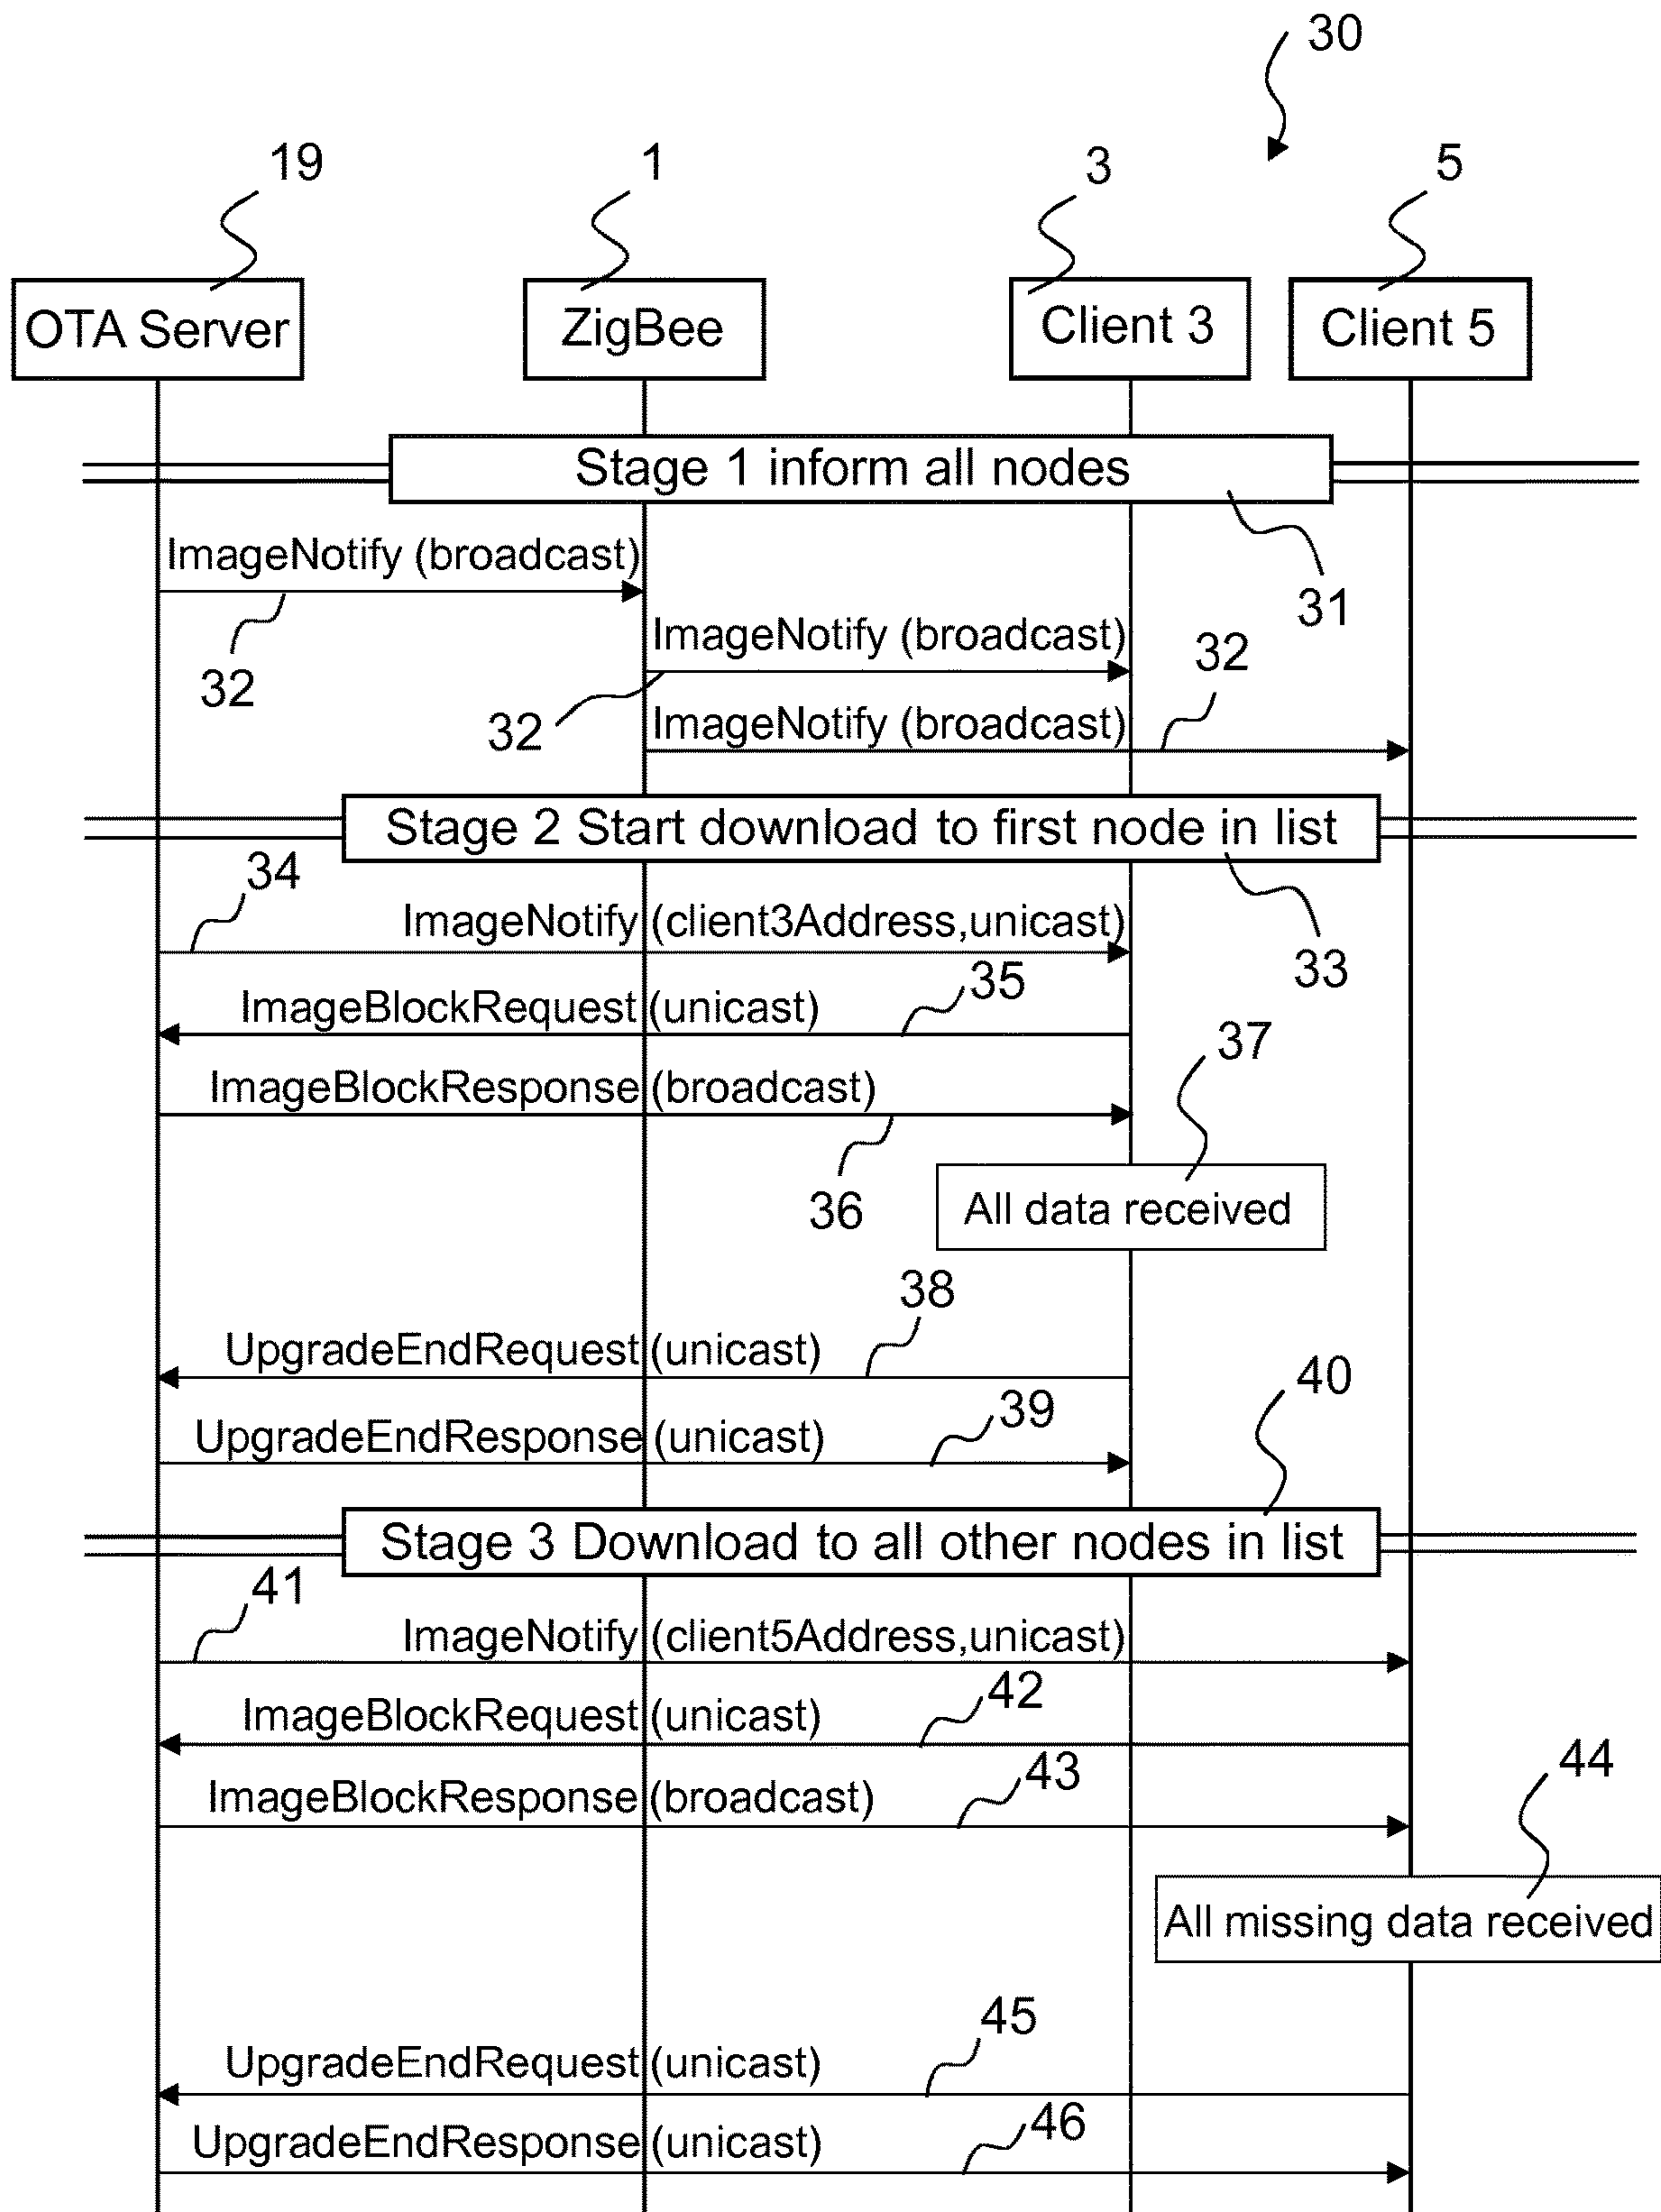 30
19
1
3
5
OTA Server
ZigBee
Client 3
Client 5
Stage 1 inform all nodes
31
ImageNotify (broadcast)
32
ImageNotify (broadcast)
32
32
ImageNotify (broadcast)
Stage 2 Start download to first node in list
33
34
ImageNotify (client3Address,unicast)
35
ImageBlockRequest (unicast)
37
ImageBlockResponse (broadcast)
36
All data received
38
UpgradeEndRequest (unicast)
40
39
UpgradeEndResponse (unicast)
Stage 3 Download to all other nodes in list
41
ImageNotify (client5Address,unicast)
42
ImageBlockRequest (unicast)
44
43
ImageBlockResponse (broadcast)
All missing data received
45
UpgradeEndRequest (unicast)
46
UpgradeEndResponse (unicast)